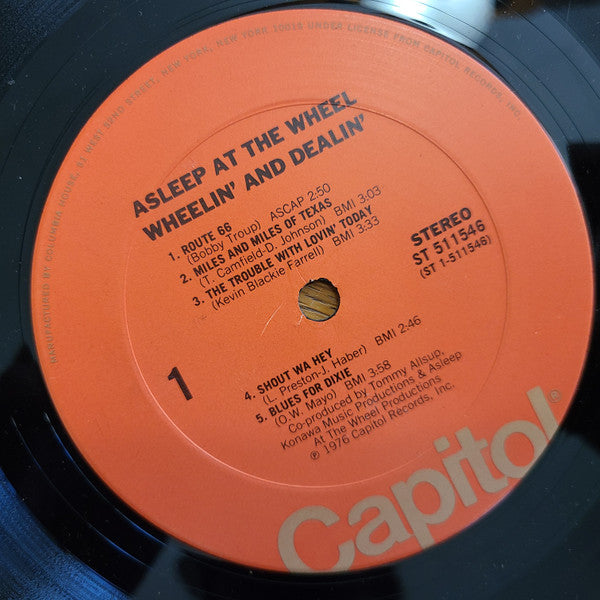 MANUFACTURED BY COLUMBIA HOUSE, 51 WEST 52ND STREET, NEW YORK, NEW YORK 10019 UNDER LICENSE FROM CAPITOL RECORDS, INC.
ASLEEP AT THE WHEEL
WHEELIN' AND DEALIN'
1. ROUTE 66
(Bobby Troup) ASCAP 2:50
2. MILES AND MILES OF TEXAS
(T. Camfield-D. Johnson) BMI 3:03
3. THE TROUBLE WITH LOVIN' TODAY
(Kevin Blackie Farrell) BMI 3:33
STEREO
ST 511546
(ST 1-511546)
1
4. SHOUT WA HEY
(L. Preston-J. Haber) BMI 2:46
5. BLUES FOR DIXIE
(O.W. Mayo) BMI 3:58
Co-produced by Tommy Allsup,
Konawa Music Productions & Asleep
At The Wheel Productions
℗ 1976 Capitol Records, Inc.
Capitol®